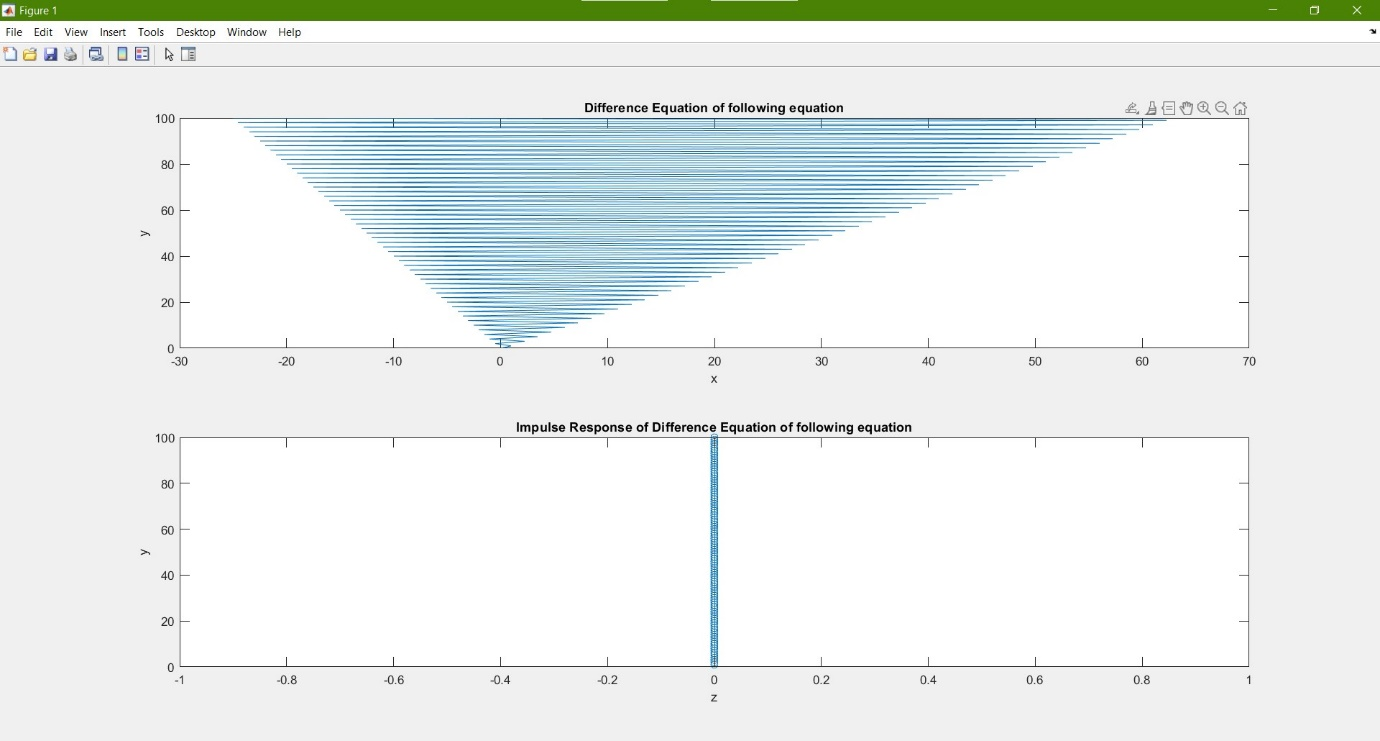 Figure 1
File Edit View Insert Tools Desktop Window Help
Difference Equation of following equation
100
80
60
40
20
0
y
-30 -20 -10 0 10 20 30 40 50 60 70
x
Impulse Response of Difference Equation of following equation
100
80
60
40
20
0
y
-1 -0.8 -0.6 -0.4 -0.2 0 0.2 0.4 0.6 0.8 1
z